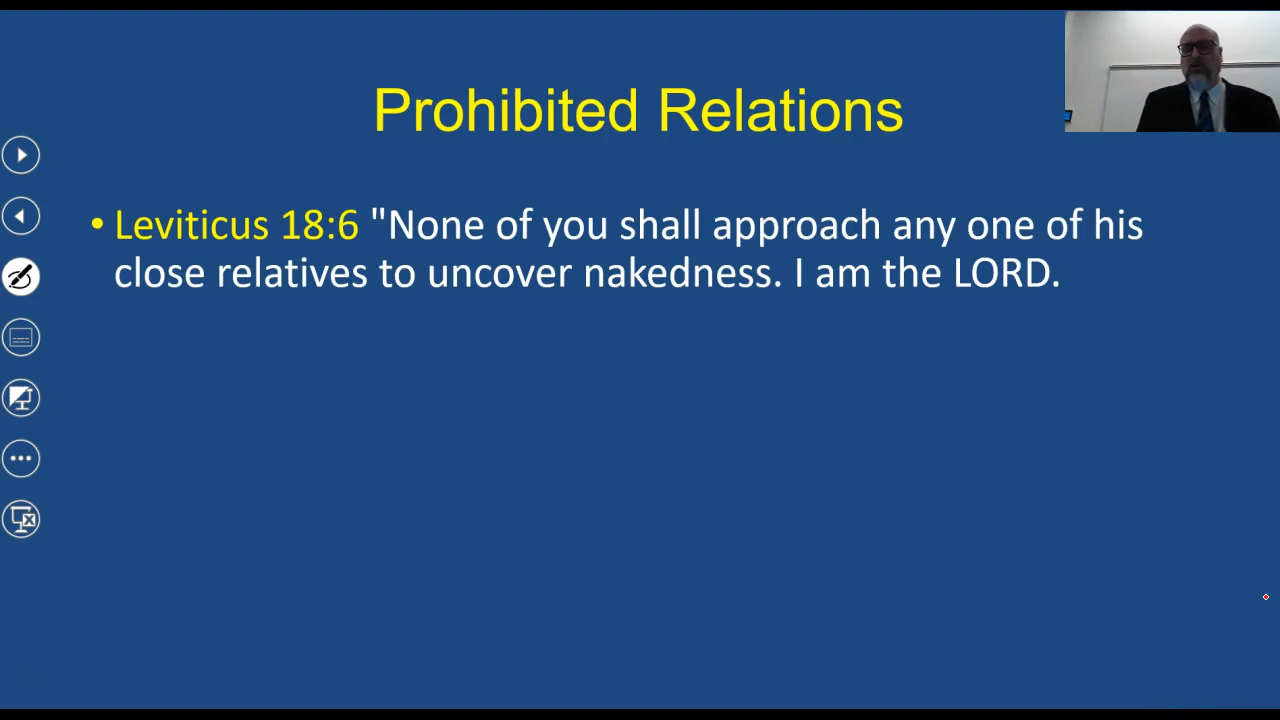 Prohibited Relations
• Leviticus 18:6 "None of you shall approach any one of his
close relatives to uncover nakedness. I am the LORD.